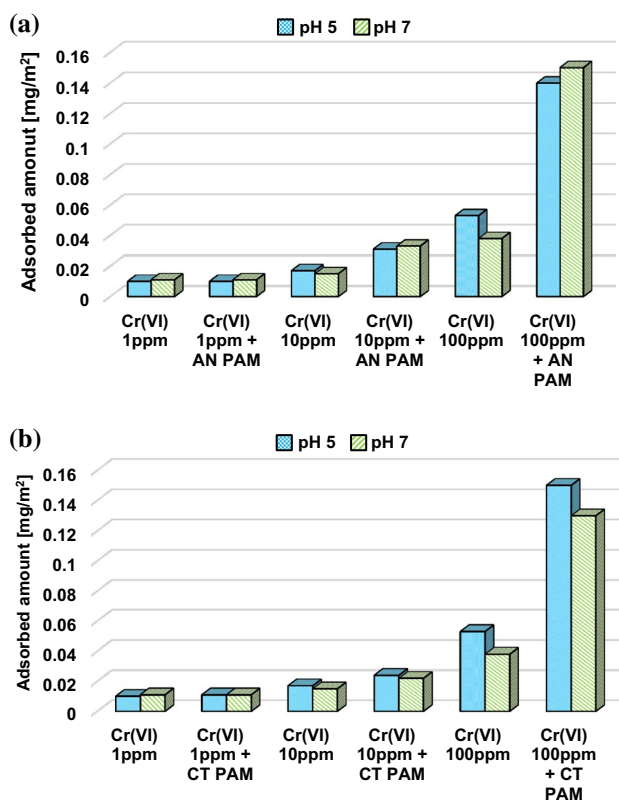 (a)
pH 5 pH 7
Adsorbed amonut [mg/m²]
0.16
0.14
0.12
0.1
0.08
0.06
0.04
0.02
0
Cr(VI) 1ppm
Cr(VI) 1ppm + AN PAM
Cr(VI) 10ppm
Cr(VI) 10ppm + AN PAM
Cr(VI) 100ppm
Cr(VI) 100ppm + AN PAM
(b)
pH 5 pH 7
Adsorbed amount [mg/m²]
0.16
0.14
0.12
0.1
0.08
0.06
0.04
0.02
0
Cr(VI) 1ppm
Cr(VI) 1ppm + CT PAM
Cr(VI) 10ppm
Cr(VI) 10ppm + CT PAM
Cr(VI) 100ppm
Cr(VI) 100ppm + CT PAM